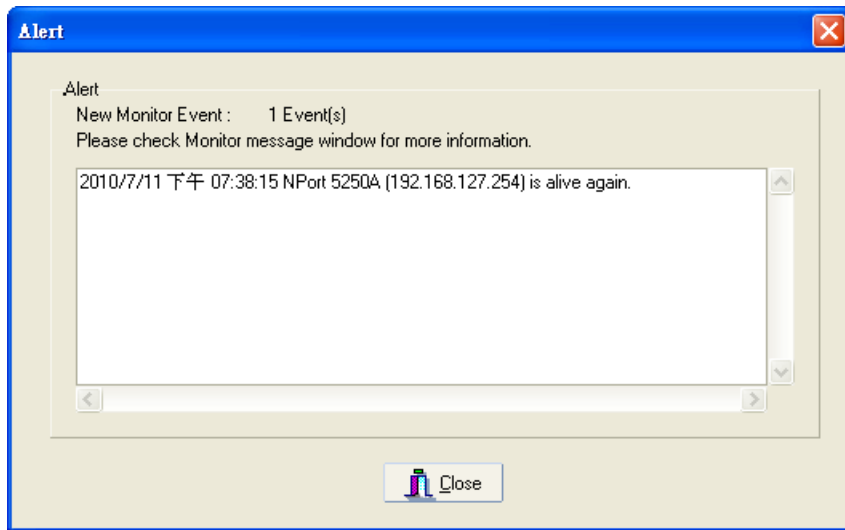 Alert
Alert
New Monitor Event : 1 Event(s)
Please check Monitor message window for more information.
2010/7/11 下午 07:38:15 NPort 5250A (192.168.127.254) is alive again.
Close